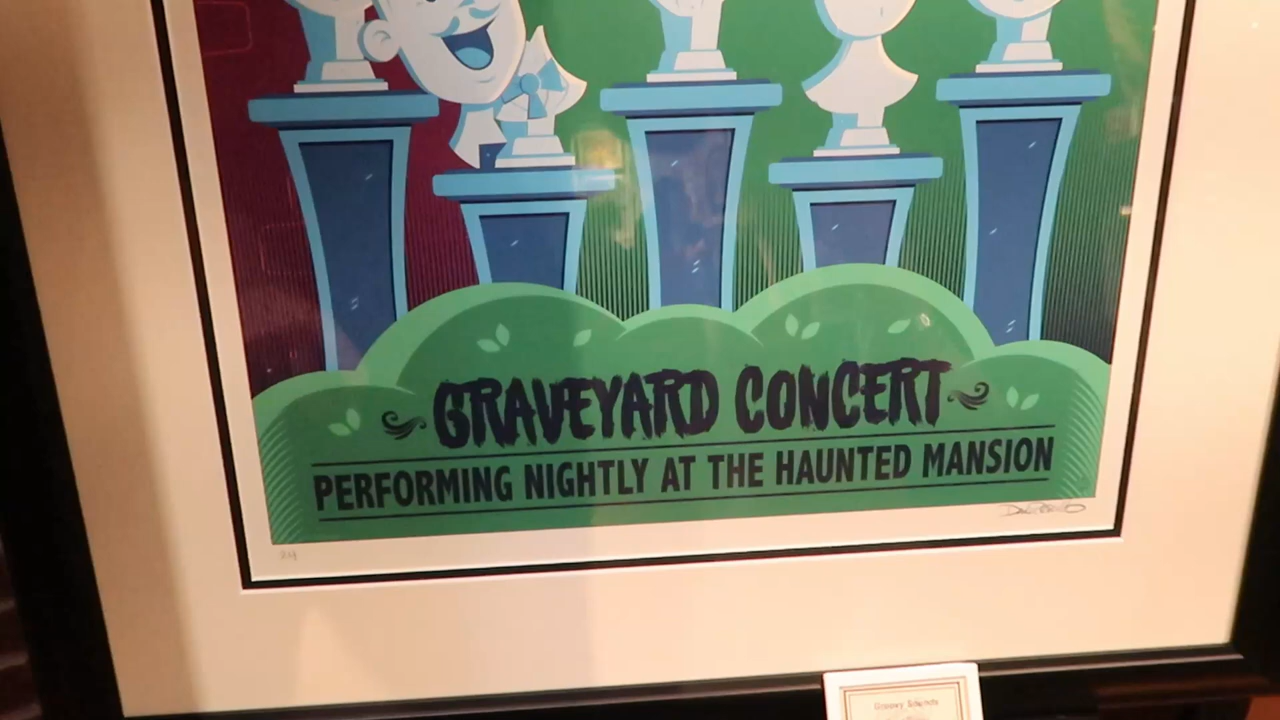 GRAVEYARD CONCERT
PERFORMING NIGHTLY AT THE HAUNTED MANSION